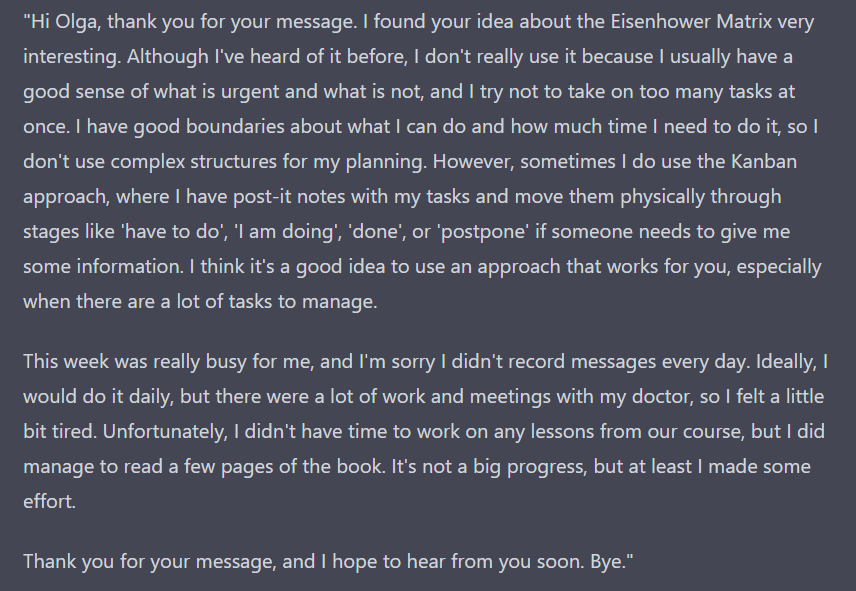 "Hi Olga, thank you for your message. I found your idea about the Eisenhower Matrix very
interesting. Although I've heard of it before, I don't really use it because I usually have a
good sense of what is urgent and what is not, and I try not to take on too many tasks at
once. I have good boundaries about what I can do and how much time I need to do it, so I
don't use complex structures for my planning. However, sometimes I do use the Kanban
approach, where I have post-it notes with my tasks and move them physically through
stages like 'have to do', 'I am doing', 'done', or 'postpone' if someone needs to give me
some information. I think it's a good idea to use an approach that works for you, especially
when there are a lot of tasks to manage.
This week was really busy for me, and I'm sorry I didn't record messages every day. Ideally, I
would do it daily, but there were a lot of work and meetings with my doctor, so I felt a little
bit tired. Unfortunately, I didn't have time to work on any lessons from our course, but I did
manage to read a few pages of the book. It's not a big progress, but at least I made some
effort.
Thank you for your message, and I hope to hear from you soon. Bye."